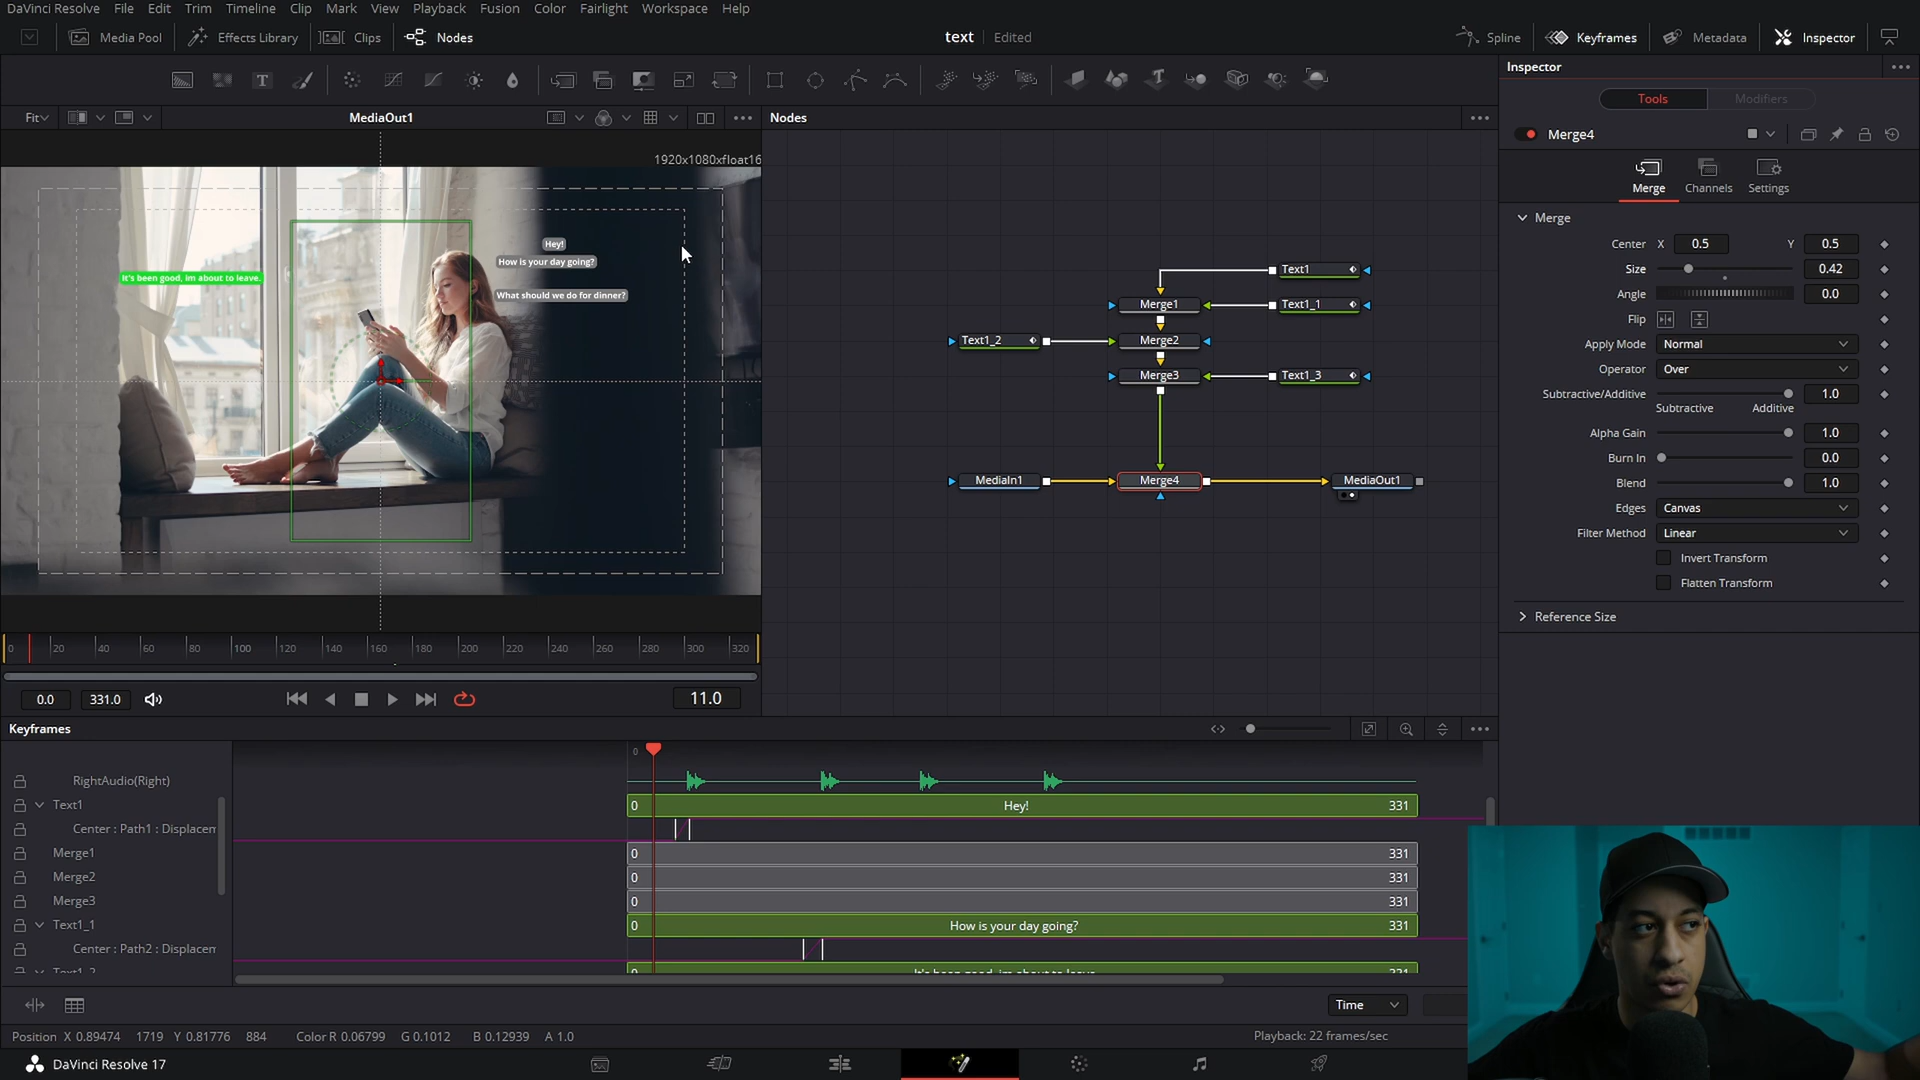 DaVinci Resolve File Edit Trim Timeline Clip Mark View Playback Fusion Color Fairlight Workspace Help
Media Pool Effects Library Clips Nodes text Edited Spline Keyframes Metadata Inspector
Inspector
Fit MediaOut1 Nodes
Tools Modifiers
Merge4
1920x1080xfloat16
Merge Channels Settings
Merge
Center X 0.5 Y 0.5
Size 0.42
Angle 0.0
Flip
Apply Mode Normal
Operator Over
Subtractive/Additive 1.0
Subtractive Additive
Alpha Gain 1.0
Burn In 0.0
Blend 1.0
Edges Canvas
Filter Method Linear
Invert Transform
Flatten Transform
Reference Size
Hey!
How is your day going?
It's been good, im about to leave.
What should we do for dinner?
Text1
Merge1 Text1_1
Text1_2 Merge2
Merge3 Text1_3
MediaIn1 Merge4 MediaOut1
0 20 40 60 80 100 120 140 160 180 200 220 240 260 280 300 320
0.0 331.0 11.0
Keyframes
0
RightAudio(Right)
Text1 0 Hey! 331
Center : Path1 : Displacem
Merge1 0 331
Merge2 0 331
Merge3 0 331
Text1_1 0 How is your day going? 331
Center : Path2 : Displacem
Text1_2 0 It's been good, im about to leave. 331
Time
Position X 0.89474 1719 Y 0.81776 884 Color R 0.06799 G 0.1012 B 0.12939 A 1.0 Playback: 22 frames/sec
DaVinci Resolve 17